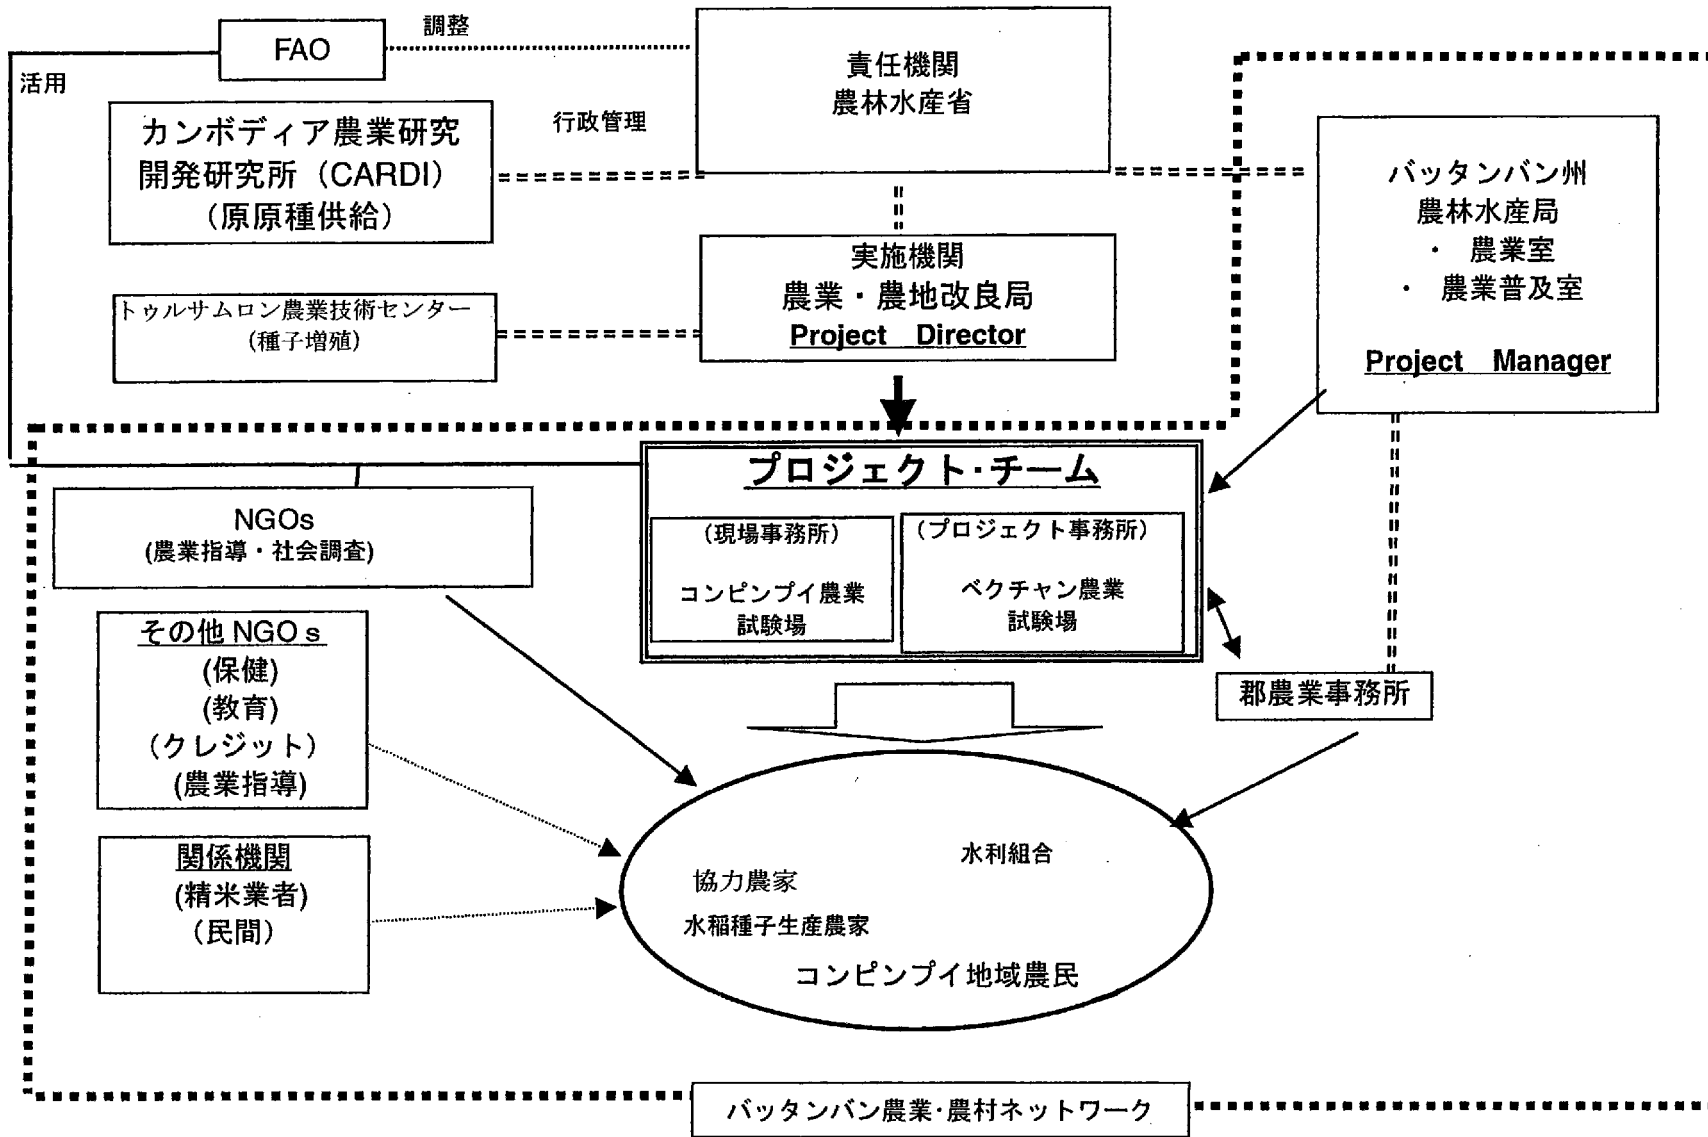 調整
FAO
活用
責任機関
農林水産省
行政管理
カンボディア農業研究
開発研究所（CARDI）
（原原種供給）
バッタンバン州
農林水産局
・ 農業室
・ 農業普及室
Project Manager
実施機関
農業・農地改良局
Project Director
トゥルサムロン農業技術センター
(種子増殖)
プロジェクト・チーム
（現場事務所）
コンピンプイ農業
試験場
（プロジェクト事務所）
ベクチャン農業
試験場
NGOs
(農業指導・社会調査)
その他 NGO s
(保健)
(教育)
（クレジット）
(農業指導)
郡農業事務所
関係機関
(精米業者)
（民間）
水利組合
協力農家
水稲種子生産農家
コンピンプイ地域農民
バッタンバン農業・農村ネットワーク